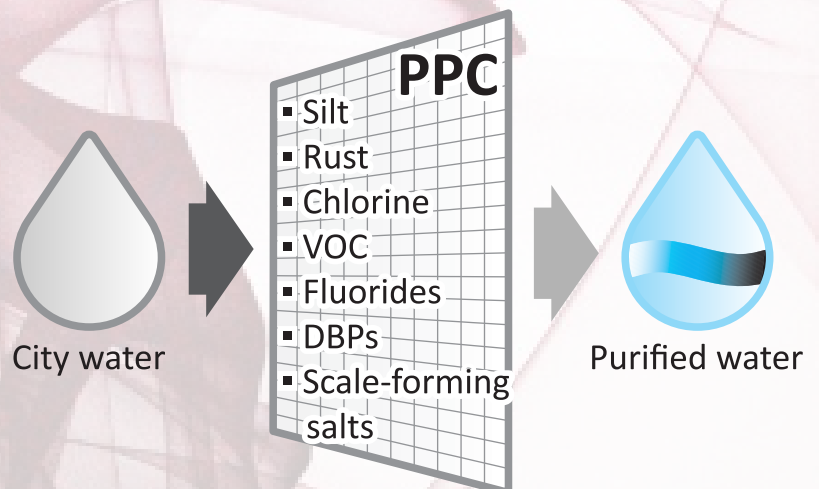 PPC
▪ Silt
▪ Rust
▪ Chlorine
▪ VOC
▪ Fluorides
▪ DBPs
▪ Scale-forming
salts
City water
Purified water